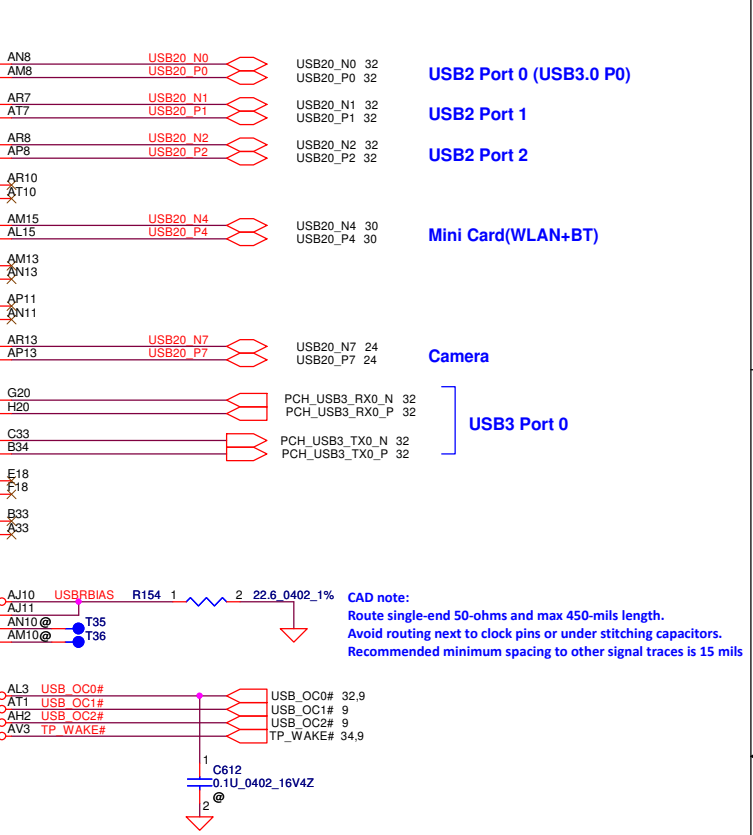 AN8 USB20_N0 USB20_N0 32
AM8 USB20_P0 USB20_P0 32
USB2 Port 0 (USB3.0 P0)
AR7 USB20_N1 USB20_N1 32
AT7 USB20_P1 USB20_P1 32
USB2 Port 1
AR8 USB20_N2 USB20_N2 32
AP8 USB20_P2 USB20_P2 32
USB2 Port 2
AR10
AT10
AM15 USB20_N4 USB20_N4 30
AL15 USB20_P4 USB20_P4 30
Mini Card(WLAN+BT)
AM13
AN13
AP11
AN11
AR13 USB20_N7 USB20_N7 24
AP13 USB20_P7 USB20_P7 24
Camera
G20 PCH_USB3_RX0_N 32
H20 PCH_USB3_RX0_P 32
USB3 Port 0
C33 PCH_USB3_TX0_N 32
B34 PCH_USB3_TX0_P 32
E18
F18
B33
A33
AJ10 USBRBIAS R154 1 2 22.6_0402_1%
AJ11
AN10 @ T35
AM10 @ T36
CAD note:
Route single-end 50-ohms and max 450-mils length.
Avoid routing next to clock pins or under stitching capacitors.
Recommended minimum spacing to other signal traces is 15 mils
AL3 USB_OC0# USB_OC0# 32,9
AT1 USB_OC1# USB_OC1# 9
AH2 USB_OC2# USB_OC2# 9
AV3 TP_WAKE# TP_WAKE# 34,9
1
C612
0.1U_0402_16V4Z
@
2